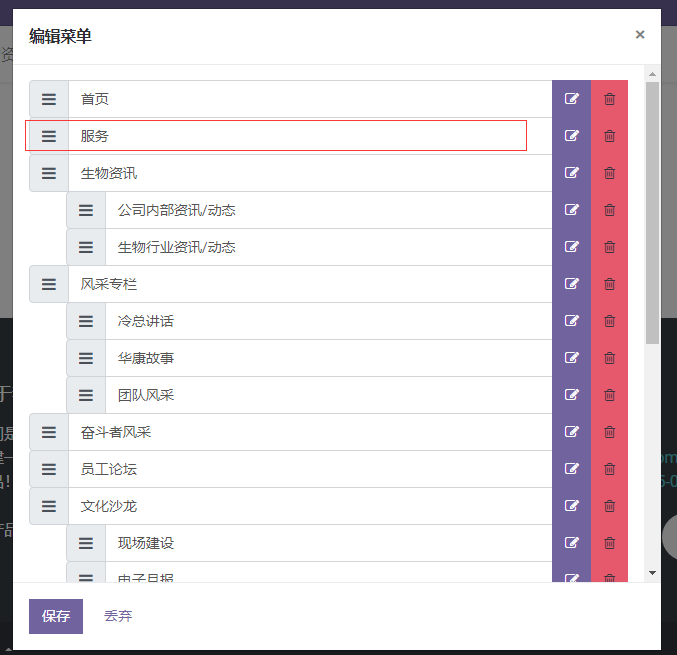 编辑菜单
×
首页
服务
生物资讯
公司内部资讯/动态
生物行业资讯/动态
风采专栏
冷总讲话
华康故事
团队风采
奋斗者风采
员工论坛
文化沙龙
现场建设
电子月报
保存 丢弃